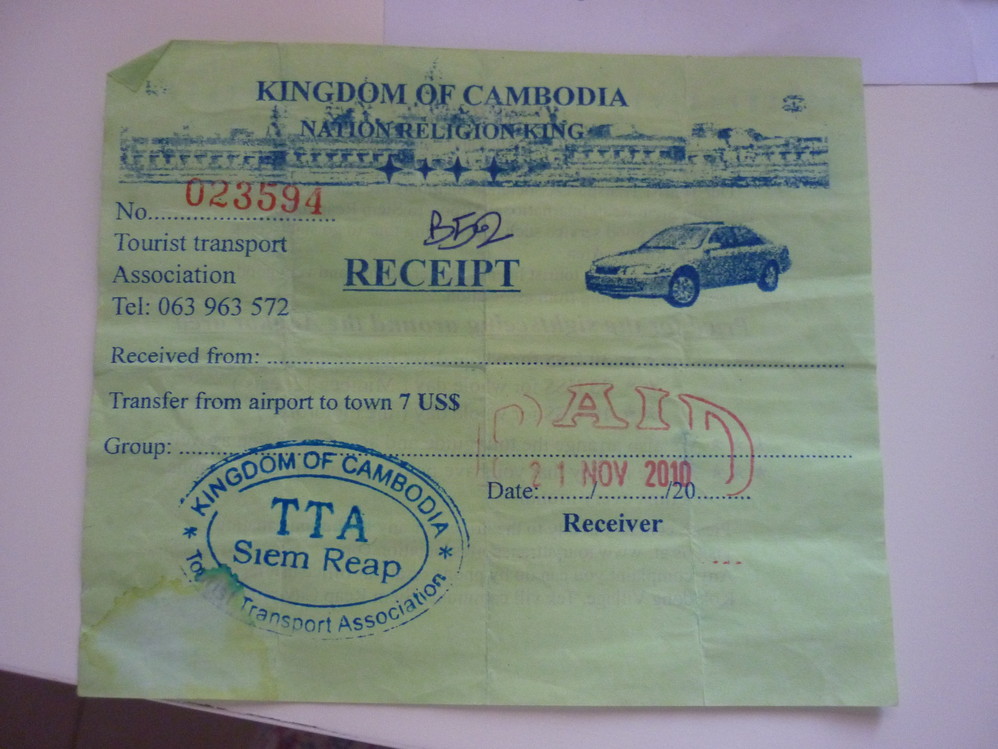 KINGDOM OF CAMBODIA
NATION RELIGION KING
No.................................... 023594
B52
Tourist transport
Association
Tel: 063 963 572
RECEIPT
Received from: ........................................................................
Transfer from airport to town 7 US$
PAID
Group: ........................................................................
21 NOV 2010
Date:......../............/20.........
Receiver
KINGDOM OF CAMBODIA
TTA
Siem Reap
Transport Association